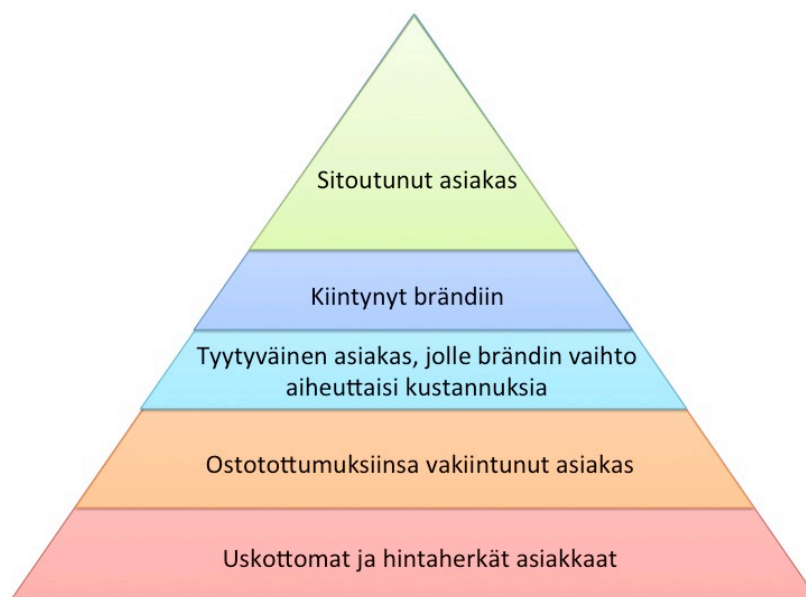 Sitoutunut asiakas
Kiintynyt brändiin
Tyytyväinen asiakas, jolle brändin vaihto
aiheuttaisi kustannuksia
Ostotottumuksiinsa vakiintunut asiakas
Uskottomat ja hintaherkät asiakkaat